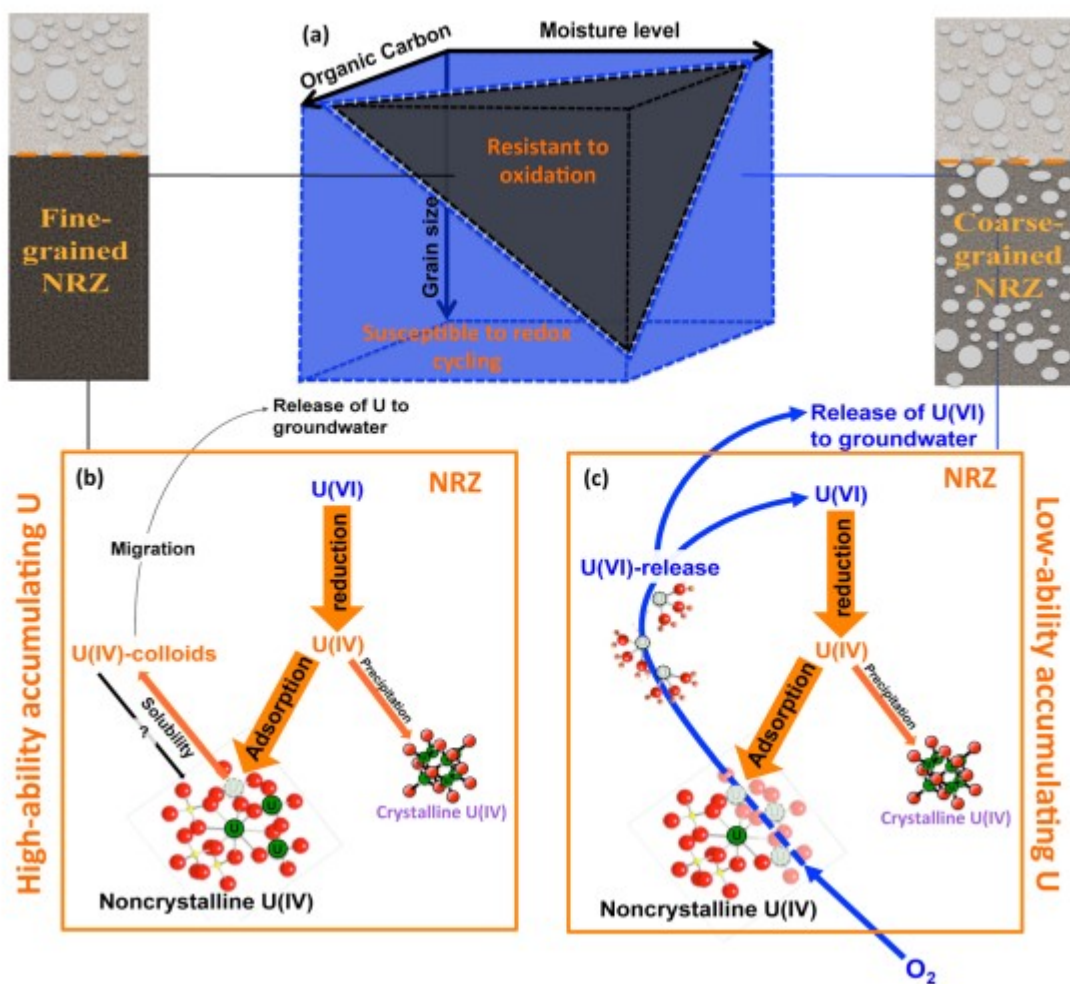 (a)
Moisture level
Organic Carbon
Resistant to
oxidation
Grain size
Susceptible to redox
cycling
Fine-
grained
NRZ
Coarse-
grained
NRZ
Release of U to
groundwater
(b)
NRZ
U(VI)
reduction
Migration
U(IV)-colloids
U(IV)
Solubility
?
Adsorption
Precipitation
U
U
U
U
Crystalline U(IV)
Noncrystalline U(IV)
High-ability accumulating U
Release of U(VI)
to groundwater
(c)
NRZ
U(VI)
reduction
U(VI)-release
U(IV)
Adsorption
Precipitation
U
U
U
U
Crystalline U(IV)
Noncrystalline U(IV)
O2
Low-ability accumulating U